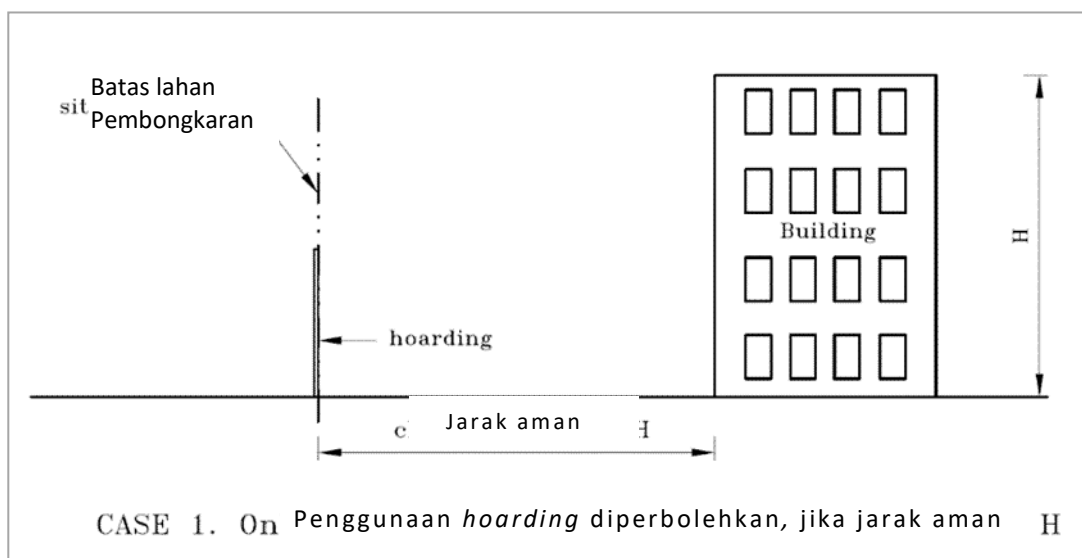 Batas lahan
sit Pembongkaran
Building
H
hoarding
Jarak aman
c H
CASE 1. On Penggunaan hoarding diperbolehkan, jika jarak aman H